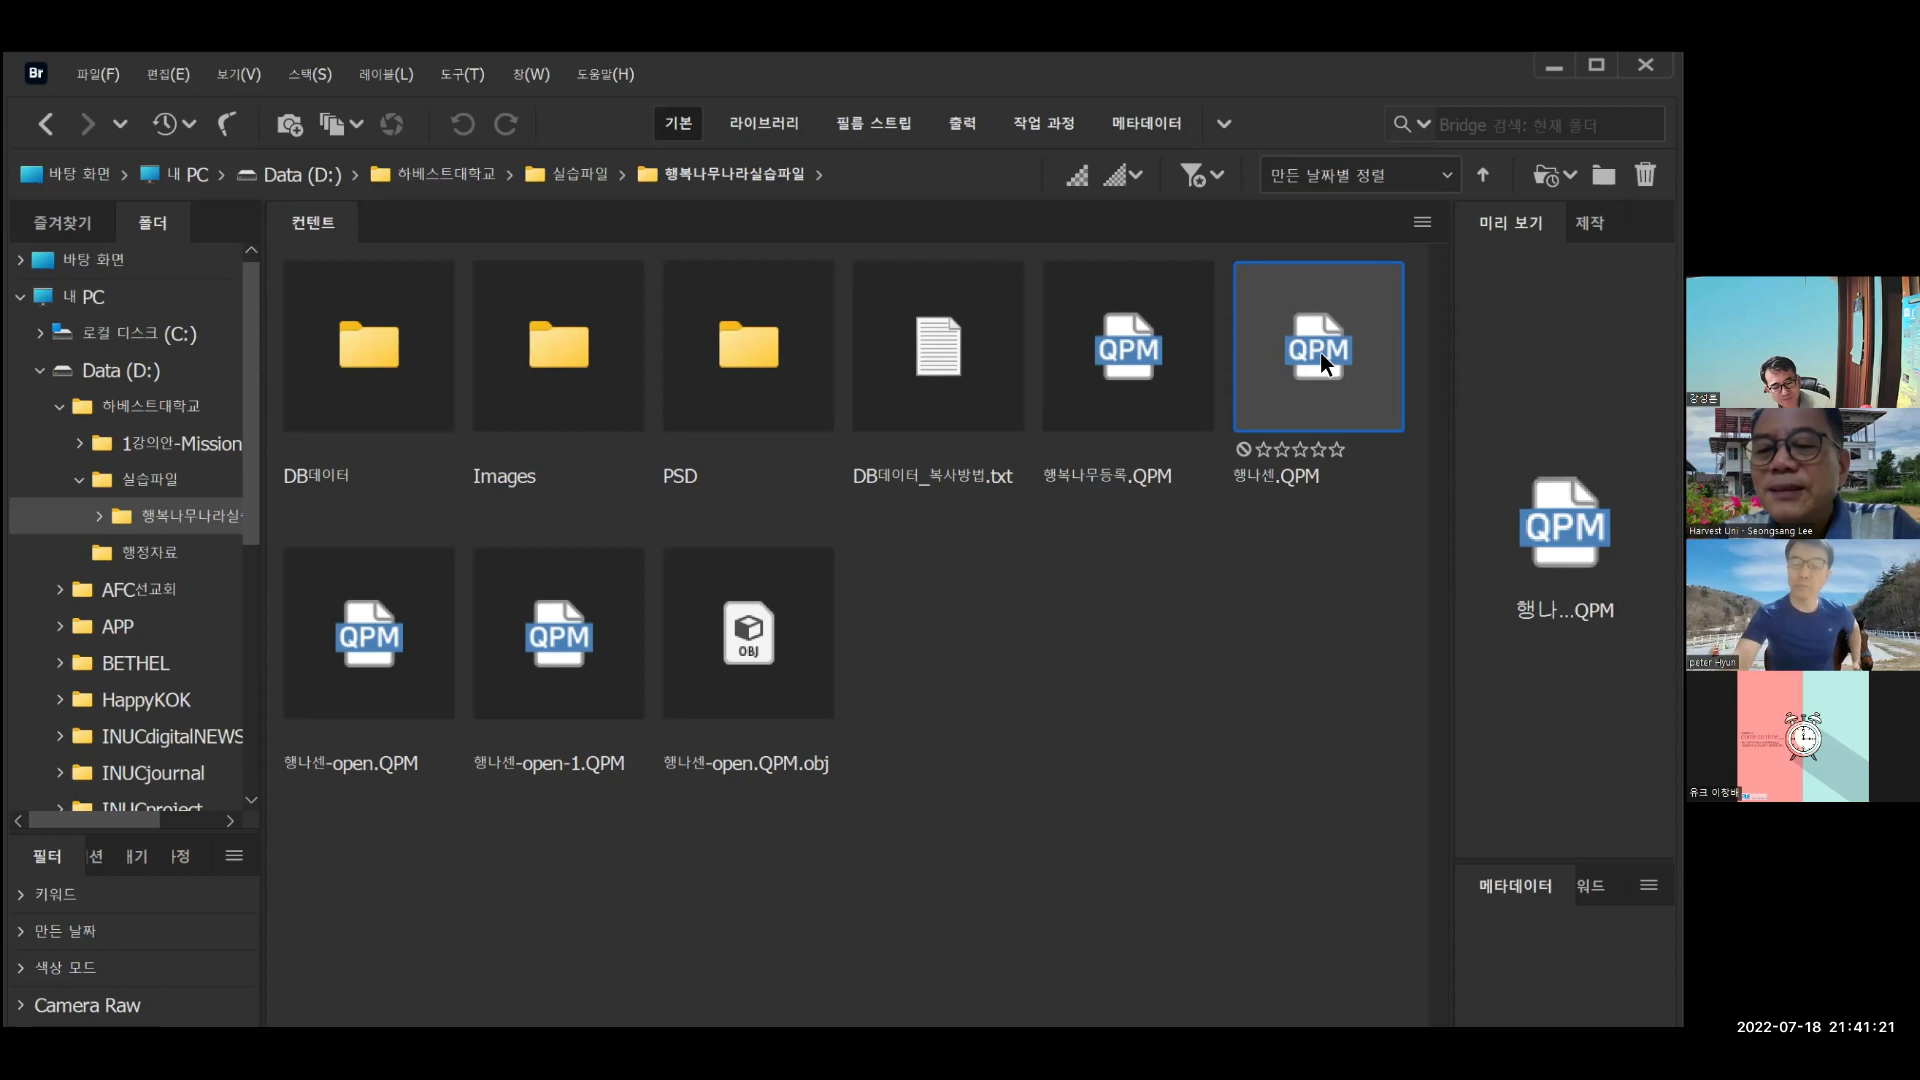 Br 파일(F) 편집(E) 보기(V) 스택(S) 레이블(L) 도구(T) 창(W) 도움말(H)
기본 라이브러리 필름 스트립 출력 작업 과정 메타데이터 Bridge 검색: 현재 폴더
바탕 화면 내 PC Data (D:) 하베스트대학교 실습파일 행복나무나라실습파일 만든 날짜별 정렬
즐겨찾기 폴더
바탕 화면
내 PC
로컬 디스크 (C:)
Data (D:)
하베스트대학교
1강의안-Mission
실습파일
행복나무나라실
행정자료
AFC선교회
APP
BETHEL
HappyKOK
INUCdigitalNEWS
INUCjournal
INUCproject
필터
키워드
만든 날짜
색상 모드
Camera Raw
컨텐트
QPM QPM
DB데이터 Images PSD DB데이터_복사방법.txt 행복나무등록.QPM 행나센.QPM
QPM QPM OBJ
행나센-open.QPM 행나센-open-1.QPM 행나센-open.QPM.obj
미리 보기 제작
QPM
행나...QPM
메타데이터 워드
강성훈
Harvest Uni - Seongsang Lee
peter Hyun
유크 이창배
2022-07-18 21:41:21